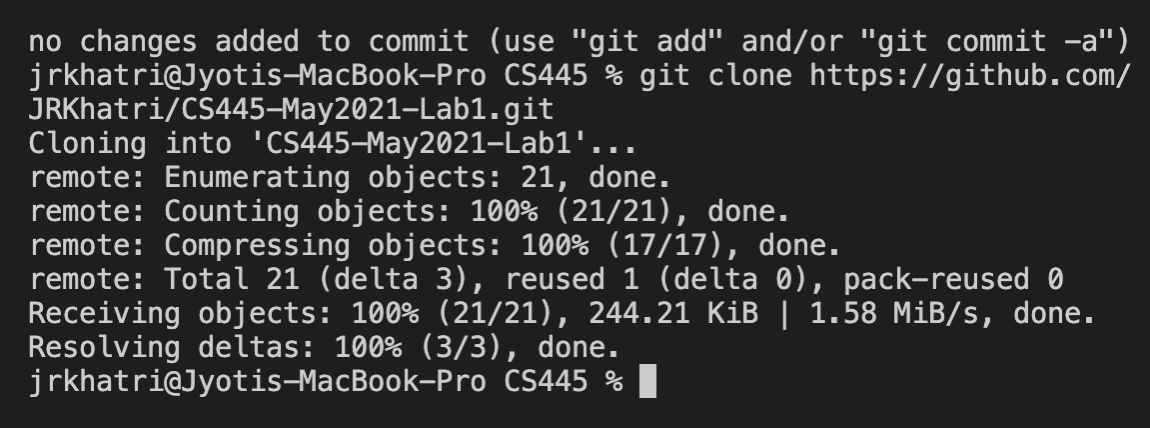 no changes added to commit (use "git add" and/or "git commit -a")
jrkhatri@Jyotis-MacBook-Pro CS445 % git clone https://github.com/
JRKhatri/CS445-May2021-Lab1.git
Cloning into 'CS445-May2021-Lab1'...
remote: Enumerating objects: 21, done.
remote: Counting objects: 100% (21/21), done.
remote: Compressing objects: 100% (17/17), done.
remote: Total 21 (delta 3), reused 1 (delta 0), pack-reused 0
Receiving objects: 100% (21/21), 244.21 KiB | 1.58 MiB/s, done.
Resolving deltas: 100% (3/3), done.
jrkhatri@Jyotis-MacBook-Pro CS445 %